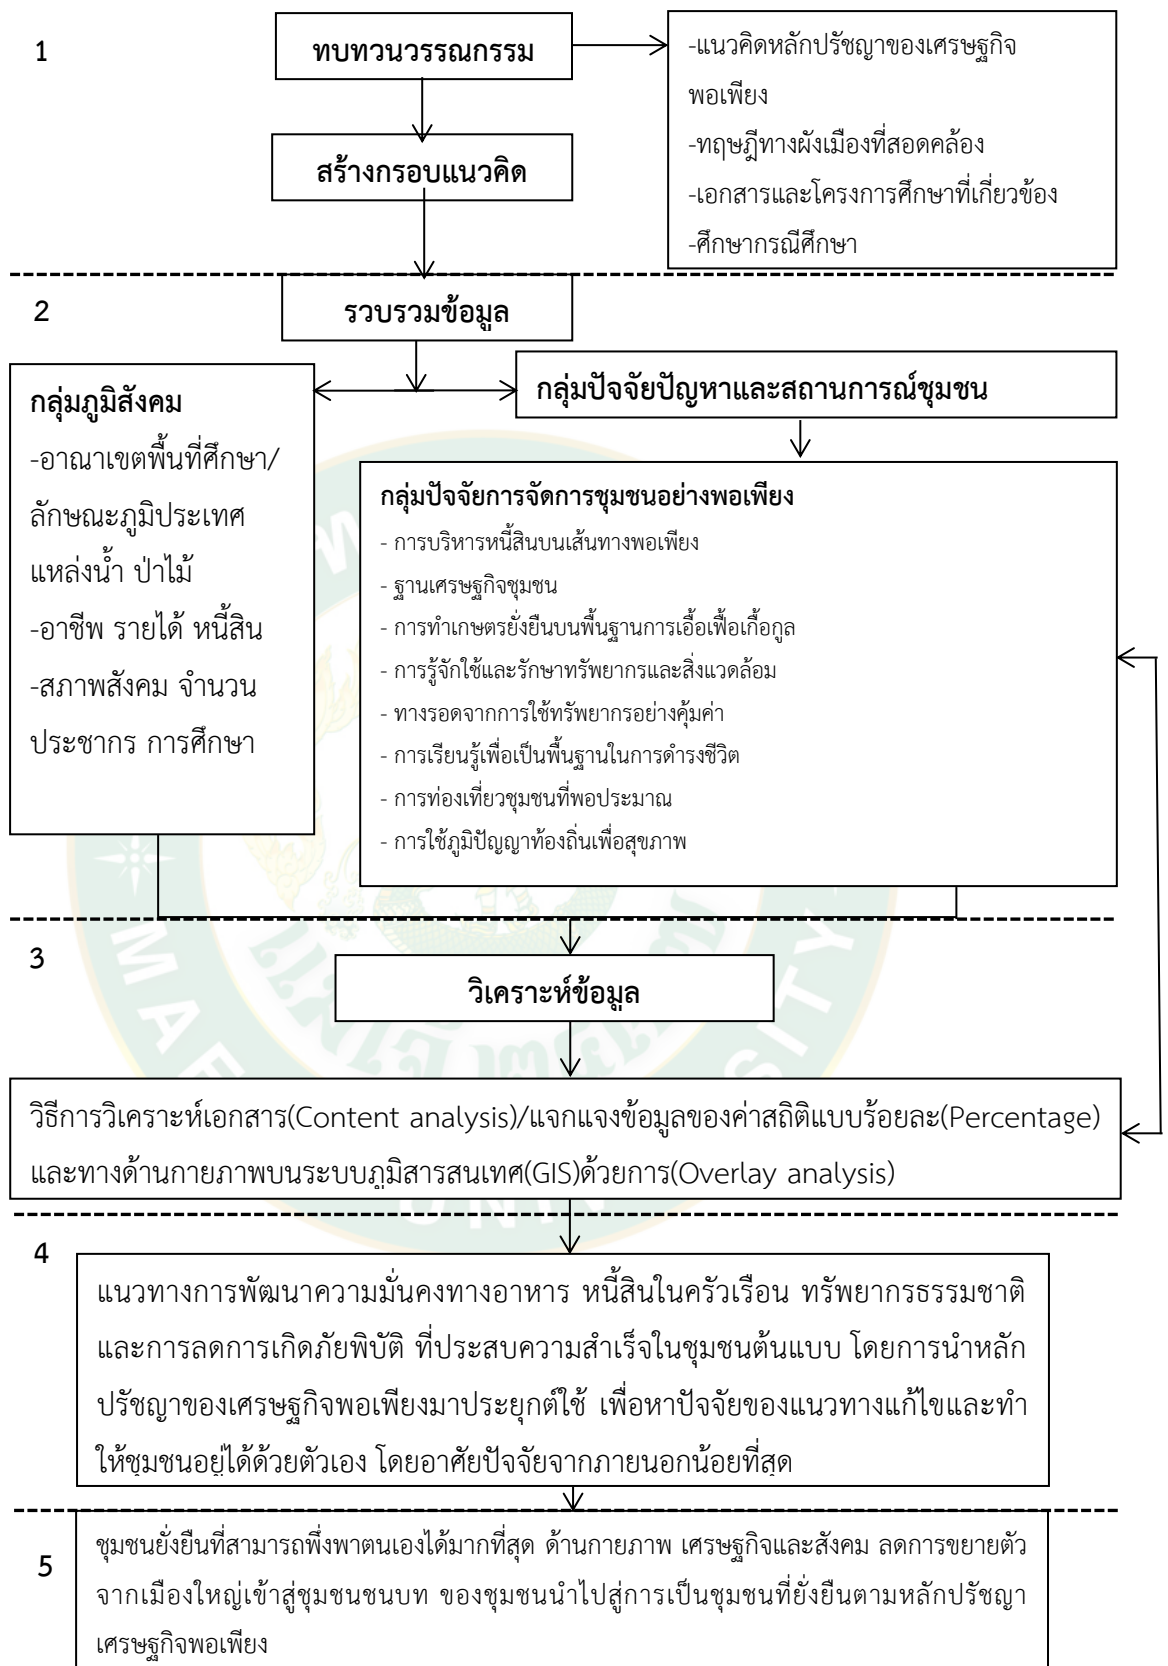 1
ทบทวนวรรณกรรม
-แนวคิดหลักปรัชญาของเศรษฐกิจ
พอเพียง
-ทฤษฎีทางผังเมืองที่สอดคล้อง
-เอกสารและโครงการศึกษาที่เกี่ยวข้อง
-ศึกษากรณีศึกษา
สร้างกรอบแนวคิด
2
รวบรวมข้อมูล
กลุ่มภูมิสังคม
-อาณาเขตพื้นที่ศึกษา/
ลักษณะภูมิประเทศ
แหล่งน้ำ ป่าไม้
-อาชีพ รายได้ หนี้สิน
-สภาพสังคม จำนวน
ประชากร การศึกษา
กลุ่มปัจจัยปัญหาและสถานการณ์ชุมชน
กลุ่มปัจจัยการจัดการชุมชนอย่างพอเพียง
- การบริหารหนี้สินบนเส้นทางพอเพียง
- ฐานเศรษฐกิจชุมชน
- การทำเกษตรยั่งยืนบนพื้นฐานการเอื้อเฟื้อเกื้อกูล
- การรู้จักใช้และรักษาทรัพยากรและสิ่งแวดล้อม
- ทางรอดจากการใช้ทรัพยากรอย่างคุ้มค่า
- การเรียนรู้เพื่อเป็นพื้นฐานในการดำรงชีวิต
- การท่องเที่ยวชุมชนที่พอประมาณ
- การใช้ภูมิปัญญาท้องถิ่นเพื่อสุขภาพ
3
วิเคราะห์ข้อมูล
วิธีการวิเคราะห์เอกสาร(Content analysis)/แจกแจงข้อมูลของค่าสถิติแบบร้อยละ(Percentage)
และทางด้านกายภาพบนระบบภูมิสารสนเทศ(GIS)ด้วยการ(Overlay analysis)
4
แนวทางการพัฒนาความมั่นคงทางอาหาร หนี้สินในครัวเรือน ทรัพยากรธรรมชาติ
และการลดการเกิดภัยพิบัติ ที่ประสบความสำเร็จในชุมชนต้นแบบ โดยการนำหลัก
ปรัชญาของเศรษฐกิจพอเพียงมาประยุกต์ใช้ เพื่อหาปัจจัยของแนวทางแก้ไขและทำ
ให้ชุมชนอยู่ได้ด้วยตัวเอง โดยอาศัยปัจจัยจากภายนอกน้อยที่สุด
5
ชุมชนยั่งยืนที่สามารถพึ่งพาตนเองได้มากที่สุด ด้านกายภาพ เศรษฐกิจและสังคม ลดการขยายตัว
จากเมืองใหญ่เข้าสู่ชุมชนชนบท ของชุมชนนำไปสู่การเป็นชุมชนที่ยั่งยืนตามหลักปรัชญา
เศรษฐกิจพอเพียง